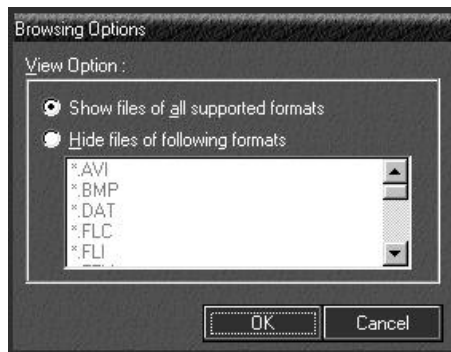 Browsing Options
View Option :
Show files of all supported formats
Hide files of following formats
*.AVI
*.BMP
*.DAT
*.FLC
*.FLI
OK Cancel